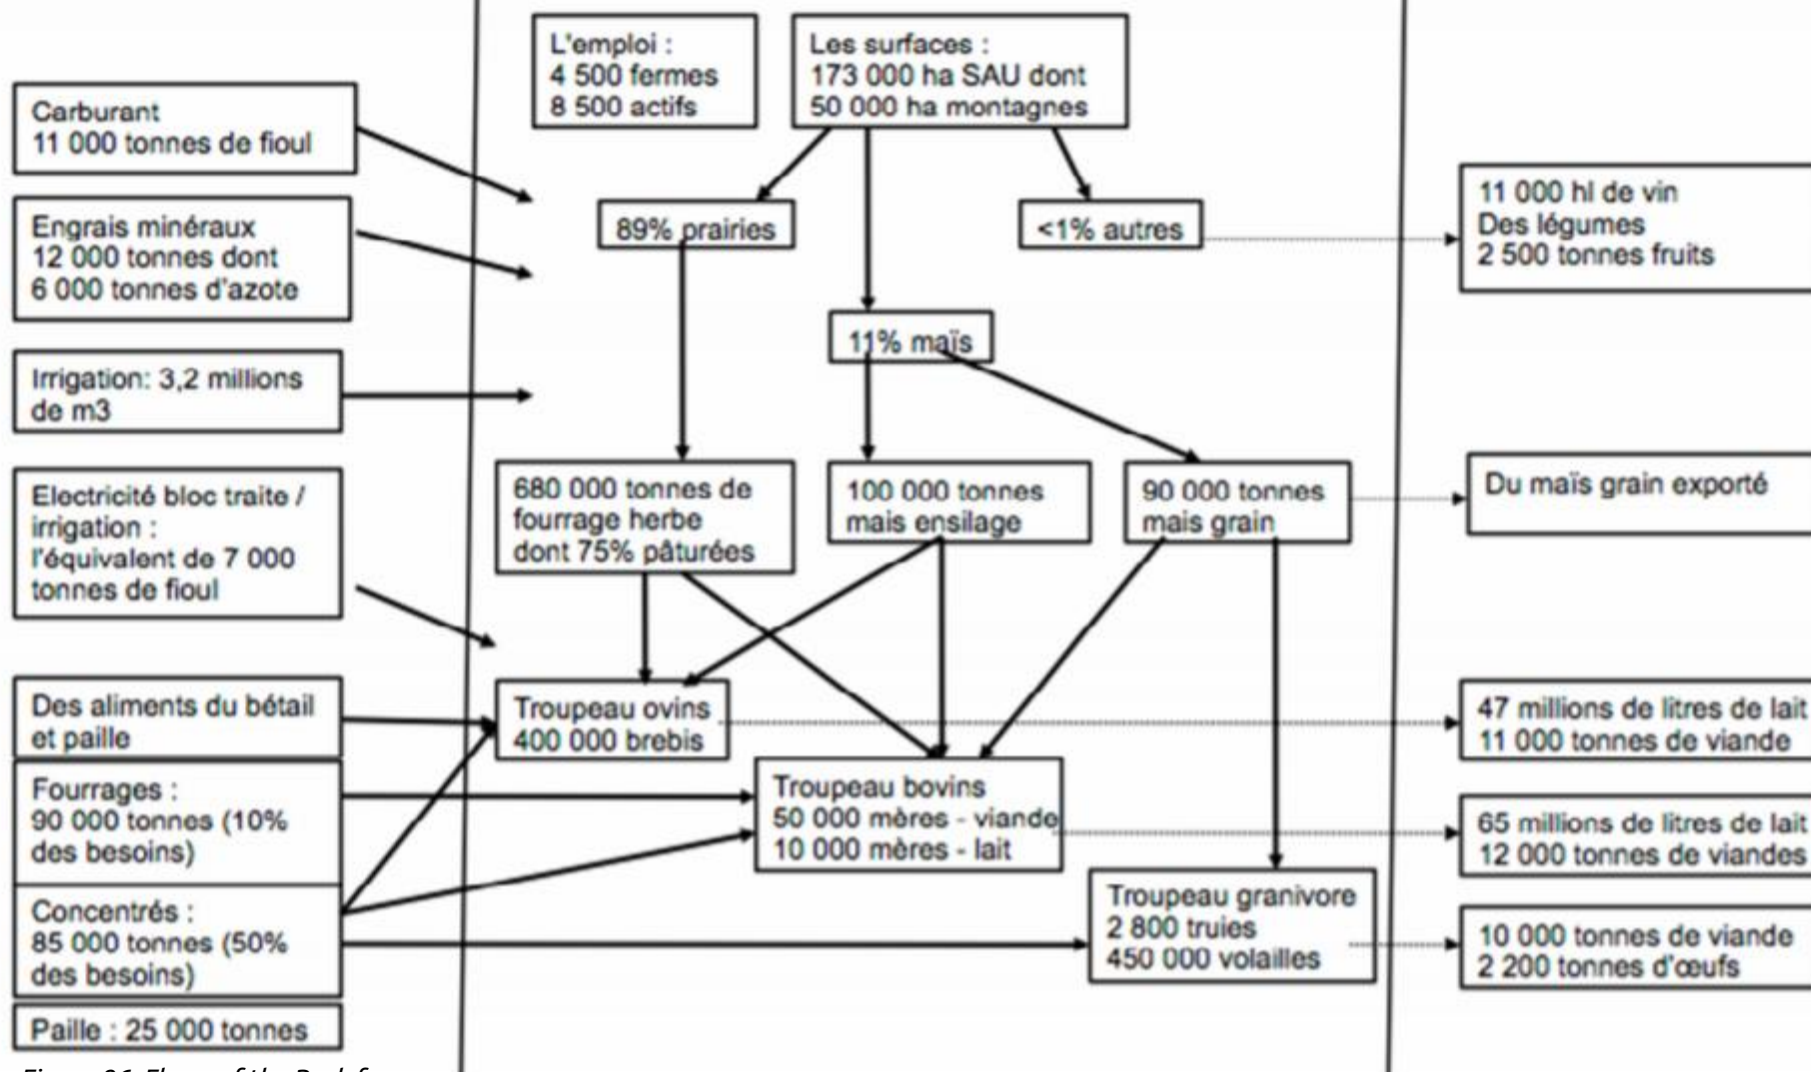 L'emploi :
4 500 fermes
8 500 actifs
Les surfaces :
173 000 ha SAU dont
50 000 ha montagnes
Carburant
11 000 tonnes de fioul
Engrais minéraux
12 000 tonnes dont
6 000 tonnes d'azote
Irrigation: 3,2 millions
de m3
Electricité bloc traite /
irrigation :
l'équivalent de 7 000
tonnes de fioul
Des aliments du bétail
et paille
Fourrages :
90 000 tonnes (10%
des besoins)
Concentrés :
85 000 tonnes (50%
des besoins)
Paille : 25 000 tonnes
89% prairies
<1% autres
11% maïs
680 000 tonnes de
fourrage herbe
dont 75% pâturées
100 000 tonnes
mais ensilage
90 000 tonnes
mais grain
Troupeau ovins
400 000 brebis
Troupeau bovins
50 000 mères - viande
10 000 mères - lait
Troupeau granivore
2 800 truies
450 000 volailles
11 000 hl de vin
Des légumes
2 500 tonnes fruits
Du maïs grain exporté
47 millions de litres de lait
11 000 tonnes de viande
65 millions de litres de lait
12 000 tonnes de viandes
10 000 tonnes de viande
2 200 tonnes d'œufs